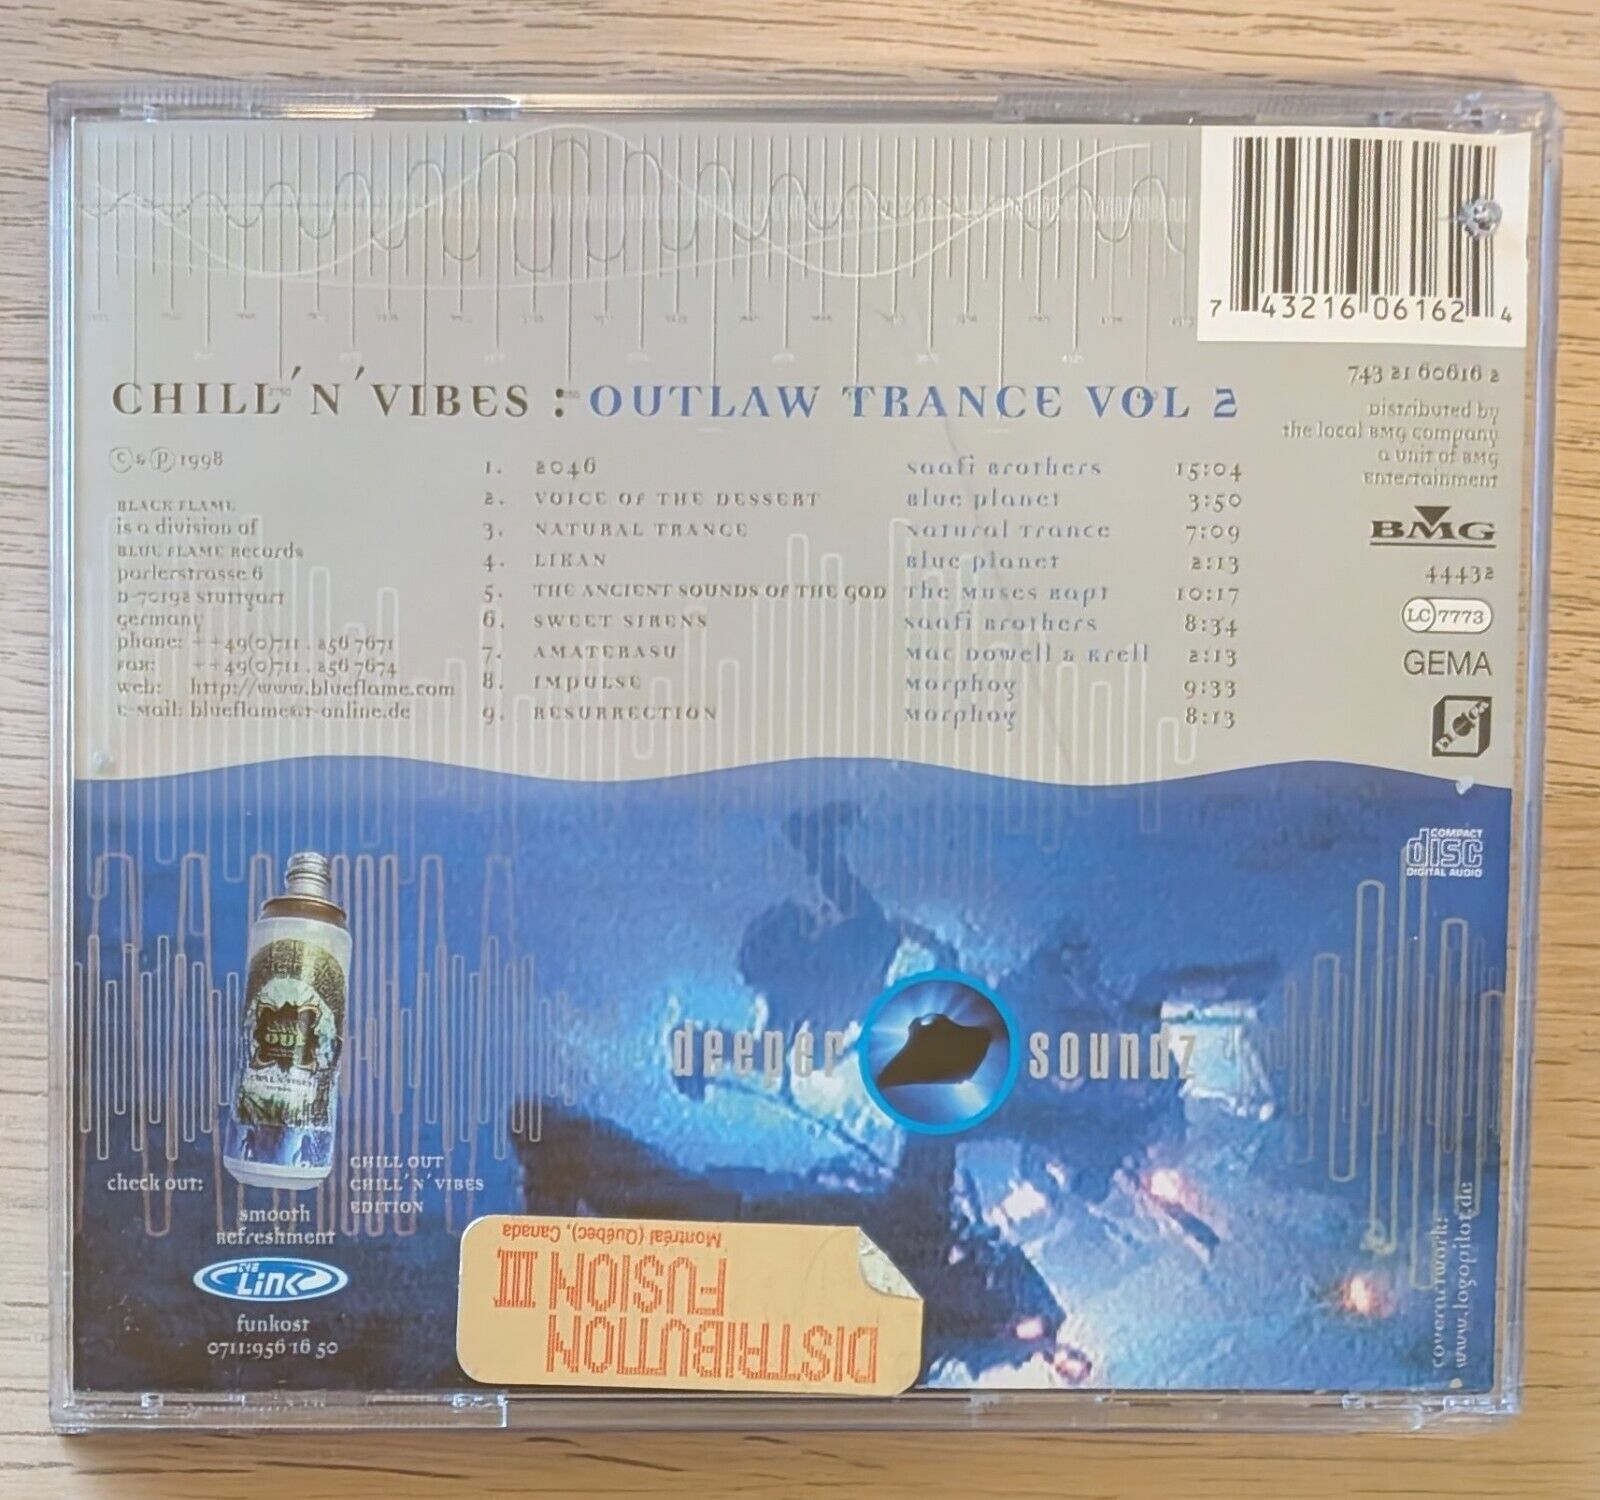 7 43216 06162 4
CHILL'N'VIBES : OUTLAW TRANCE VOL 2
743 21 60616 2
Distributed by
the local BMG company
a unit of BMG
Entertainment
BMG
44432
LC 7773
GEMA
© & ℗ 1998
BLACK FLAME
is a division of
BLUE FLAME Records
parlerstrasse 6
D-70192 stuttgart
germany
phone: ++49(0)711 . 256 7671
Fax: ++49(0)711 . 256 7674
web: http://www.blueflame.com
E-Mail: blueflame@t-online.de
1. 2046 Saafi Brothers 15:04
2. VOICE OF THE DESSERT Blue planet 3:50
3. NATURAL TRANCE Natural Trance 7:09
4. LIKAN Blue planet 2:13
5. THE ANCIENT SOUNDS OF THE GOD The Muses Rapt 10:17
6. SWEET SIRENS Saafi Brothers 8:34
7. AMATERASU Mac Dowell & Krell 2:13
8. IMPULSE Morphog 9:33
9. RESURRECTION Morphog 8:13
COMPACT
disc
DIGITAL AUDIO
deeper soundz
OUT
check out:
CHILL OUT
CHILL'N'VIBES
EDITION
smooth
Refreshment
THE LINK
funkost
0711:956 16 50
DISTRIBUTION
FUSION III
Montréal (Québec), Canada
coverartwork:
www.logopilot.de